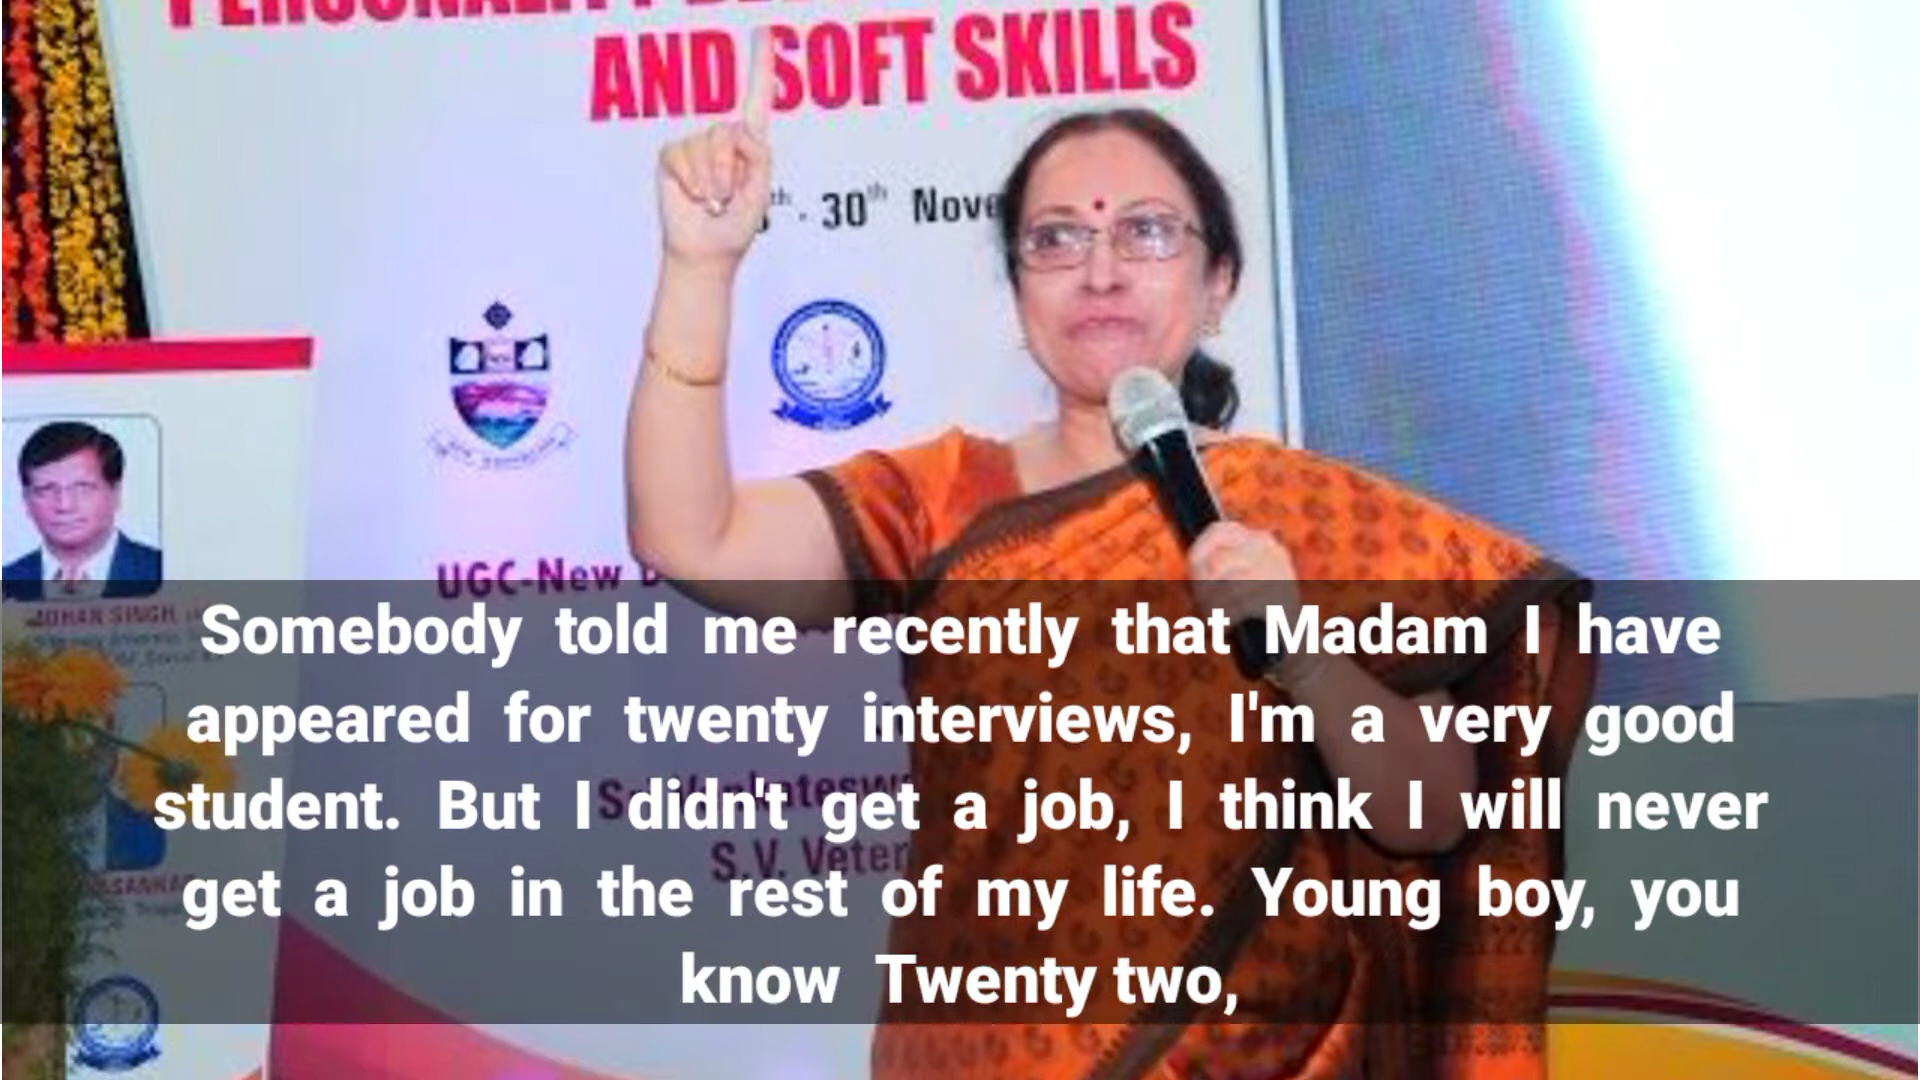 AND SOFT SKILLS
30th Nove
UGC-New
JOHAN SINGH
Somebody told me recently that Madam I have
appeared for twenty interviews, I'm a very good
student. But I didn't get a job, I think I will never
get a job in the rest of my life. Young boy, you
know Twenty two,
S.V. Veter